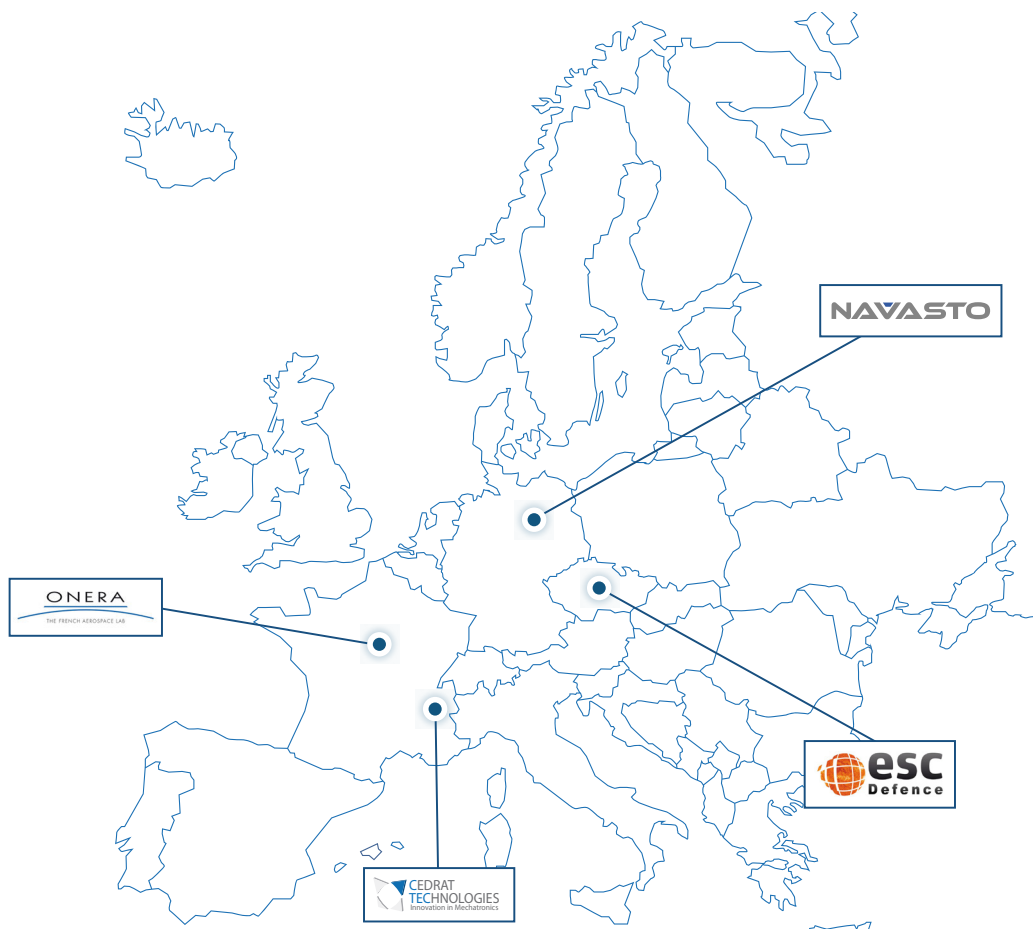 NAVASTO
ONERA
THE FRENCH AEROSPACE LAB
esc
Defence
CEDRAT
TECHNOLOGIES
Innovation in Mechatronics